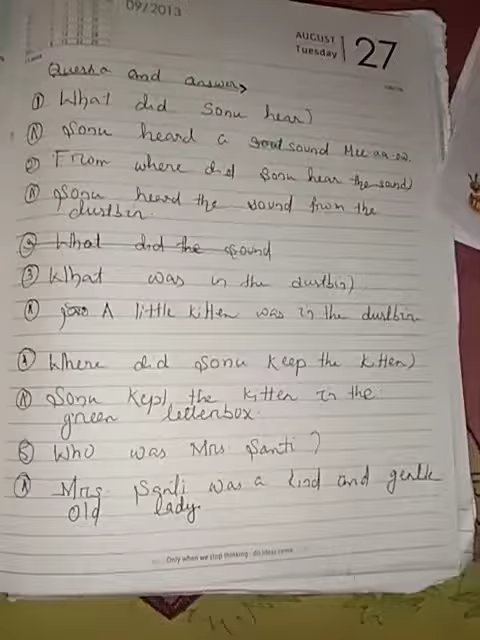 09/2013
AUGUST
Tuesday
27
Questn and answers
① What did Sonu hear?
Ⓐ Sonu heard a sound Mee aa ow.
② From where did Sonu hear the sound
Ⓐ Sonu heard the sound from the
dustbin.
What did the sound
③ What was in the dustbin?
Ⓐ A little kitten was in the dustbin
Where did Sonu keep the kitten?
Ⓐ Sonu kept the kitten in the
green letterbox.
⑤ Who was Mrs Santi ?
Ⓐ Mrs Santi was a kind and gentle
old lady.
Only when we stop thinking, do ideas come